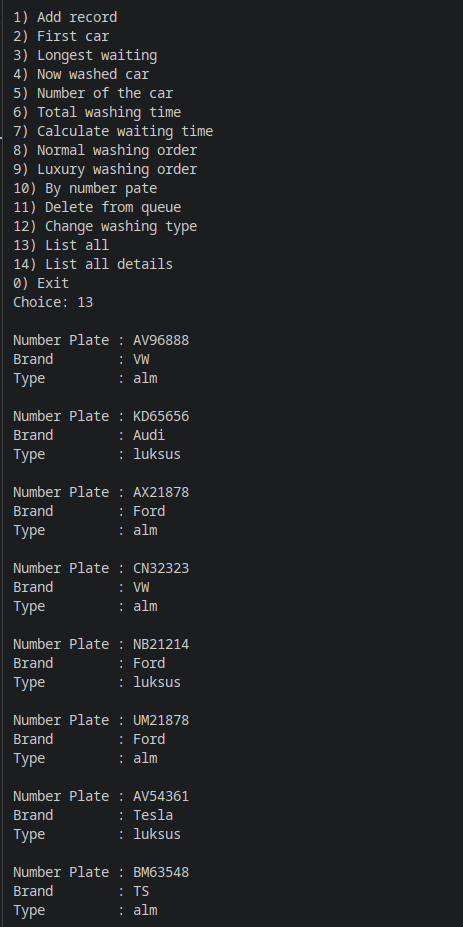 1) Add record
2) First car
3) Longest waiting
4) Now washed car
5) Number of the car
6) Total washing time
7) Calculate waiting time
8) Normal washing order
9) Luxury washing order
10) By number pate
11) Delete from queue
12) Change washing type
13) List all
14) List all details
0) Exit
Choice: 13

Number Plate : AV96888
Brand        : VW
Type         : alm

Number Plate : KD65656
Brand        : Audi
Type         : luksus

Number Plate : AX21878
Brand        : Ford
Type         : alm

Number Plate : CN32323
Brand        : VW
Type         : alm

Number Plate : NB21214
Brand        : Ford
Type         : luksus

Number Plate : UM21878
Brand        : Ford
Type         : alm

Number Plate : AV54361
Brand        : Tesla
Type         : luksus

Number Plate : BM63548
Brand        : TS
Type         : alm